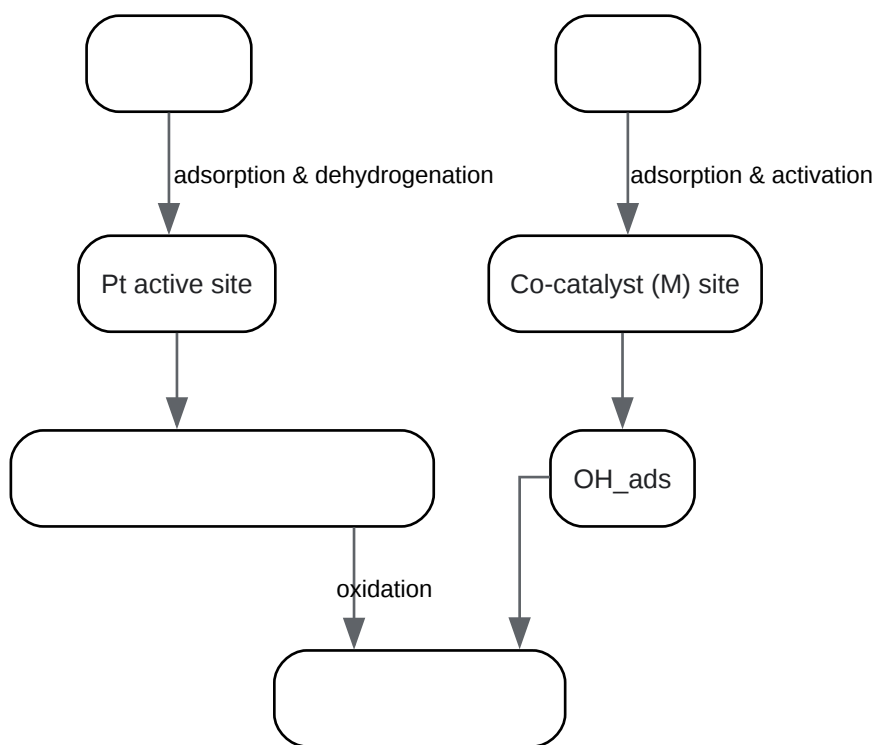 adsorption & dehydrogenation
adsorption & activation
Pt active site
Co-catalyst (M) site
OH_ads
oxidation